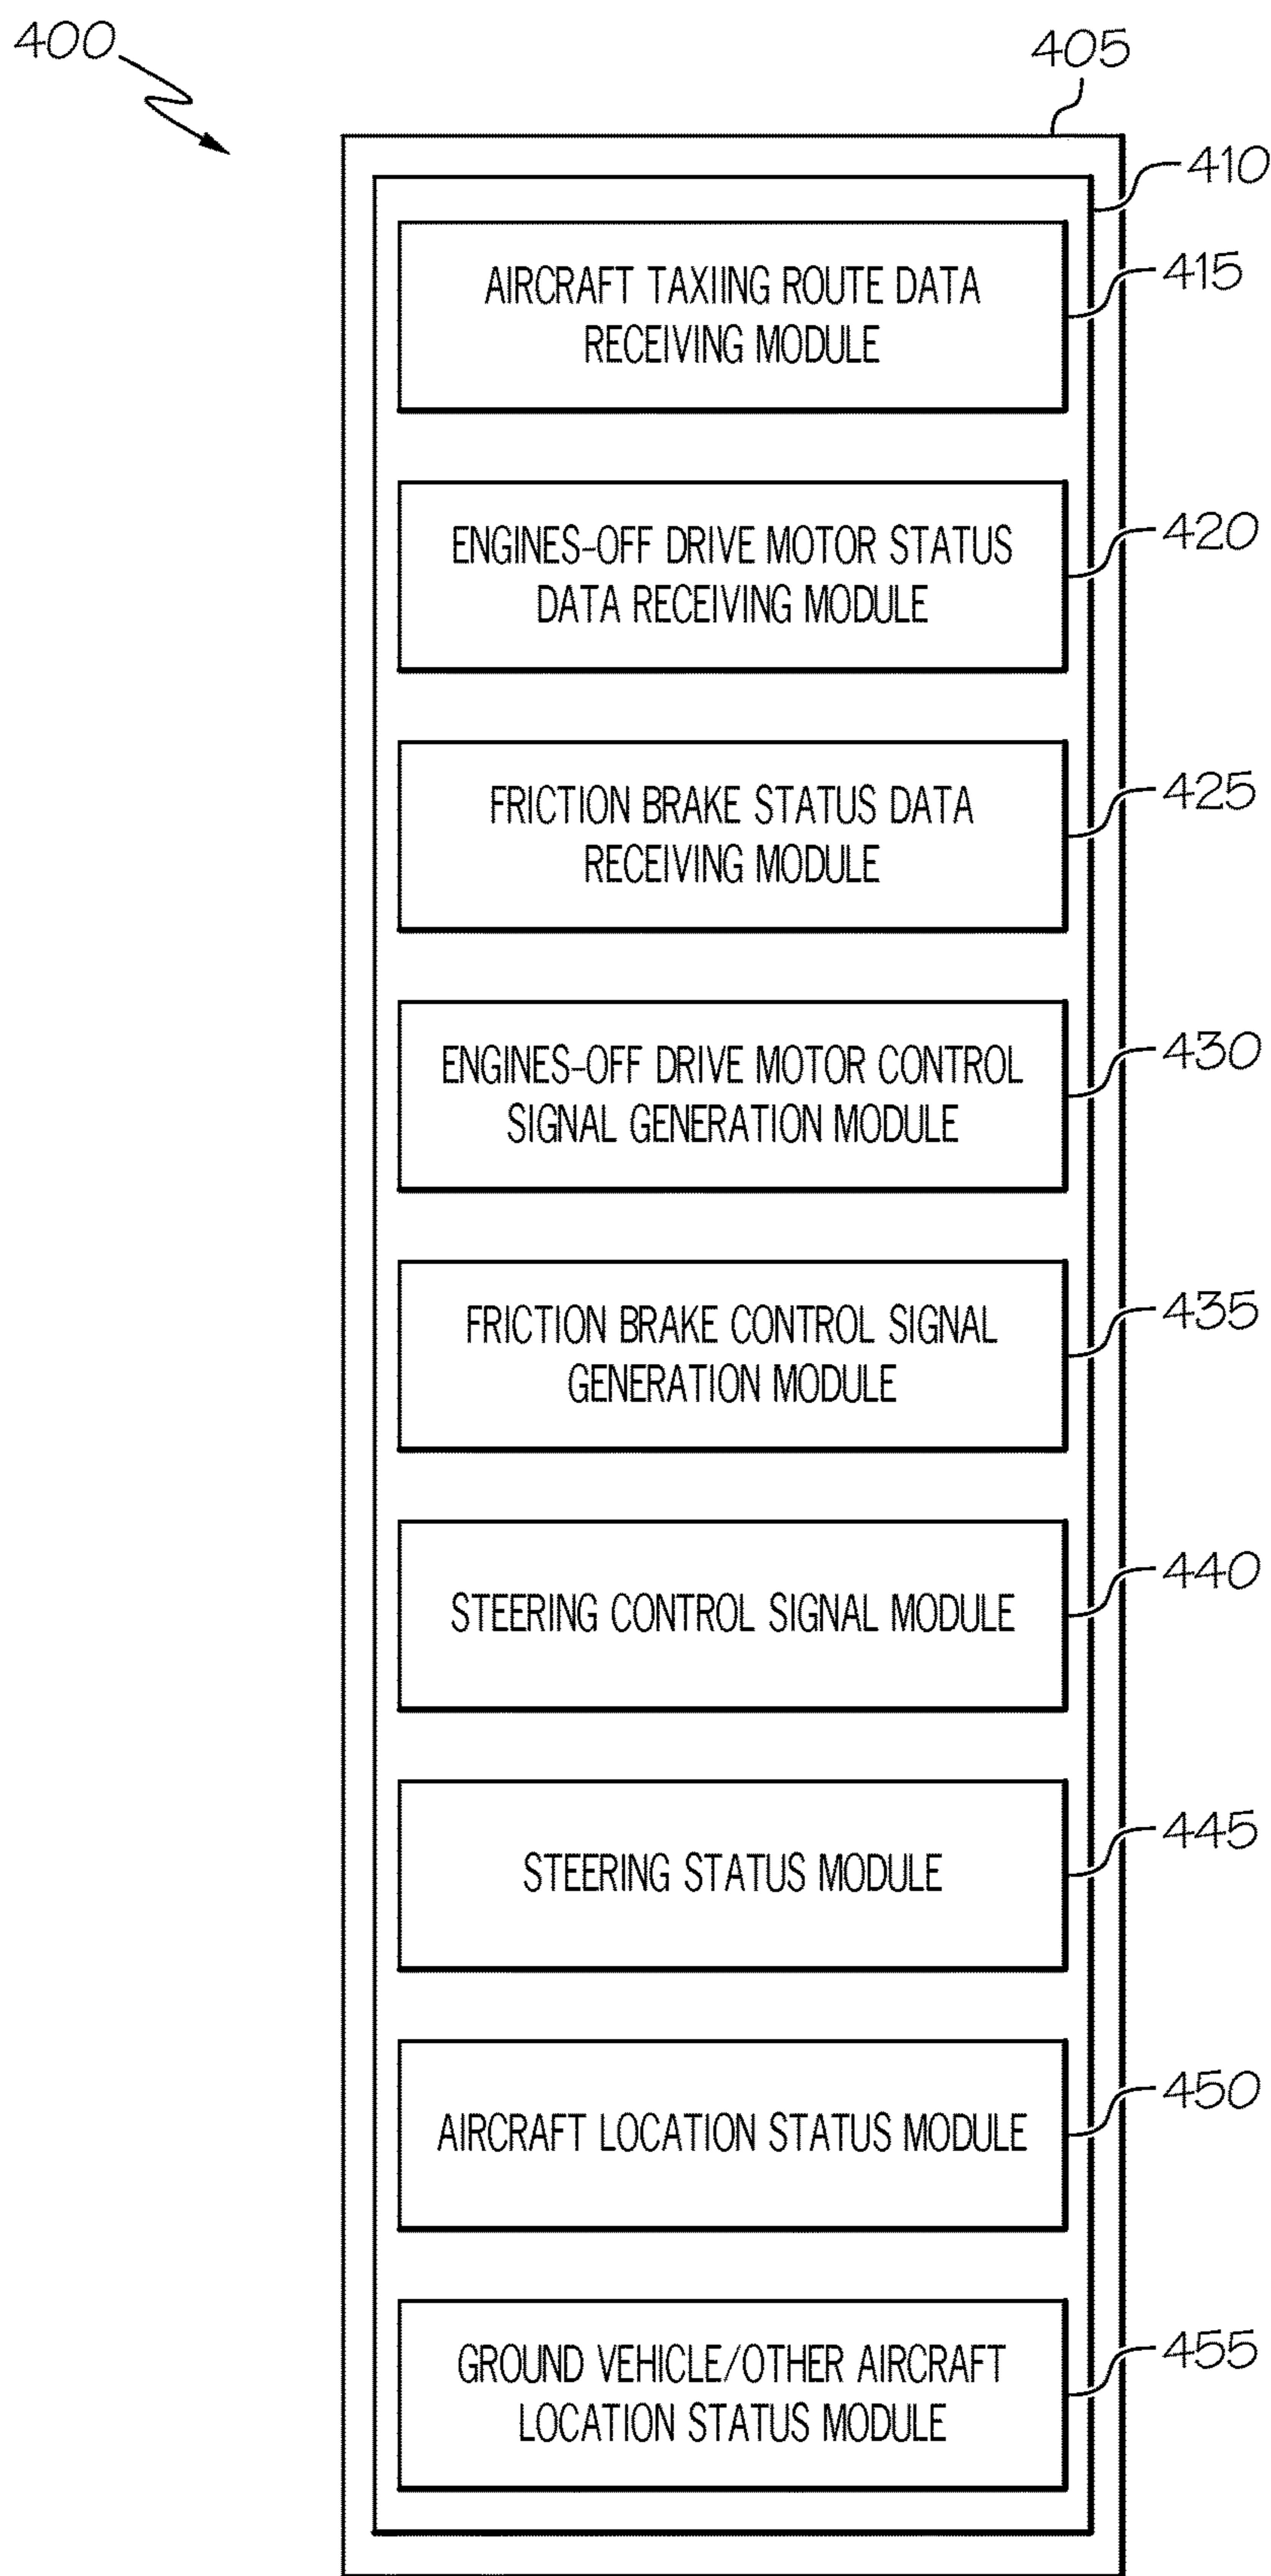 400
405
410
AIRCRAFT TAXIING ROUTE DATA
RECEIVING MODULE
415
ENGINES-OFF DRIVE MOTOR STATUS
DATA RECEIVING MODULE
420
FRICTION BRAKE STATUS DATA
RECEIVING MODULE
425
ENGINES-OFF DRIVE MOTOR CONTROL
SIGNAL GENERATION MODULE
430
FRICTION BRAKE CONTROL SIGNAL
GENERATION MODULE
435
STEERING CONTROL SIGNAL MODULE
440
STEERING STATUS MODULE
445
AIRCRAFT LOCATION STATUS MODULE
450
GROUND VEHICLE/OTHER AIRCRAFT
LOCATION STATUS MODULE
455